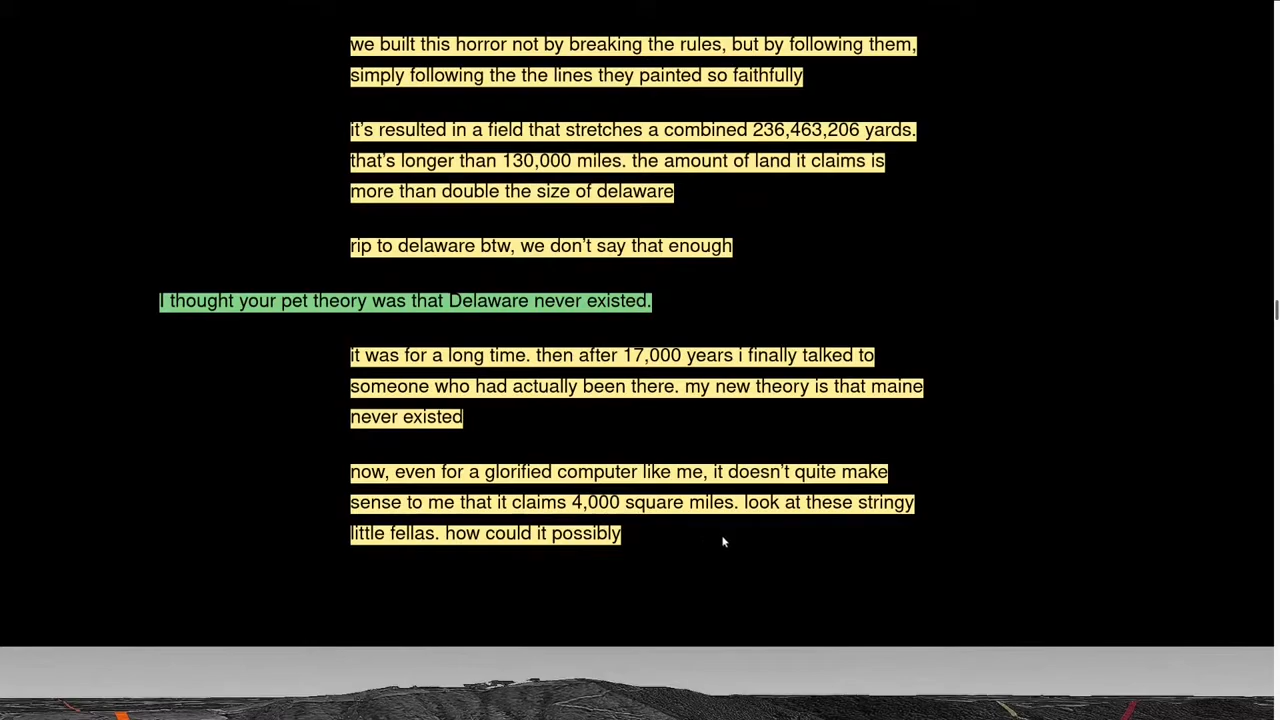 we built this horror not by breaking the rules, but by following them,
simply following the the lines they painted so faithfully
it’s resulted in a field that stretches a combined 236,463,206 yards.
that’s longer than 130,000 miles. the amount of land it claims is
more than double the size of delaware
rip to delaware btw, we don’t say that enough
I thought your pet theory was that Delaware never existed.
it was for a long time. then after 17,000 years i finally talked to
someone who had actually been there. my new theory is that maine
never existed
now, even for a glorified computer like me, it doesn’t quite make
sense to me that it claims 4,000 square miles. look at these stringy
little fellas. how could it possibly